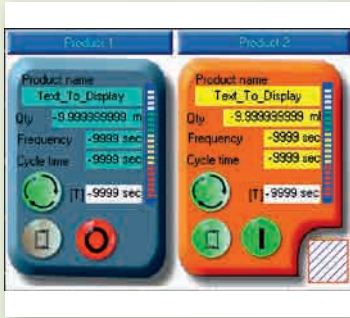 Product 1
Product name
Text_To_Display
Qty -9.999999999 ml
Frequency -9999 sec
Cycle time -9999 sec
[T] -9999 sec
Product 2
Product name
Text_To_Display
Qty -9.999999999 ml
Frequency -9999 sec
Cycle time -9999 sec
[T] -9999 sec